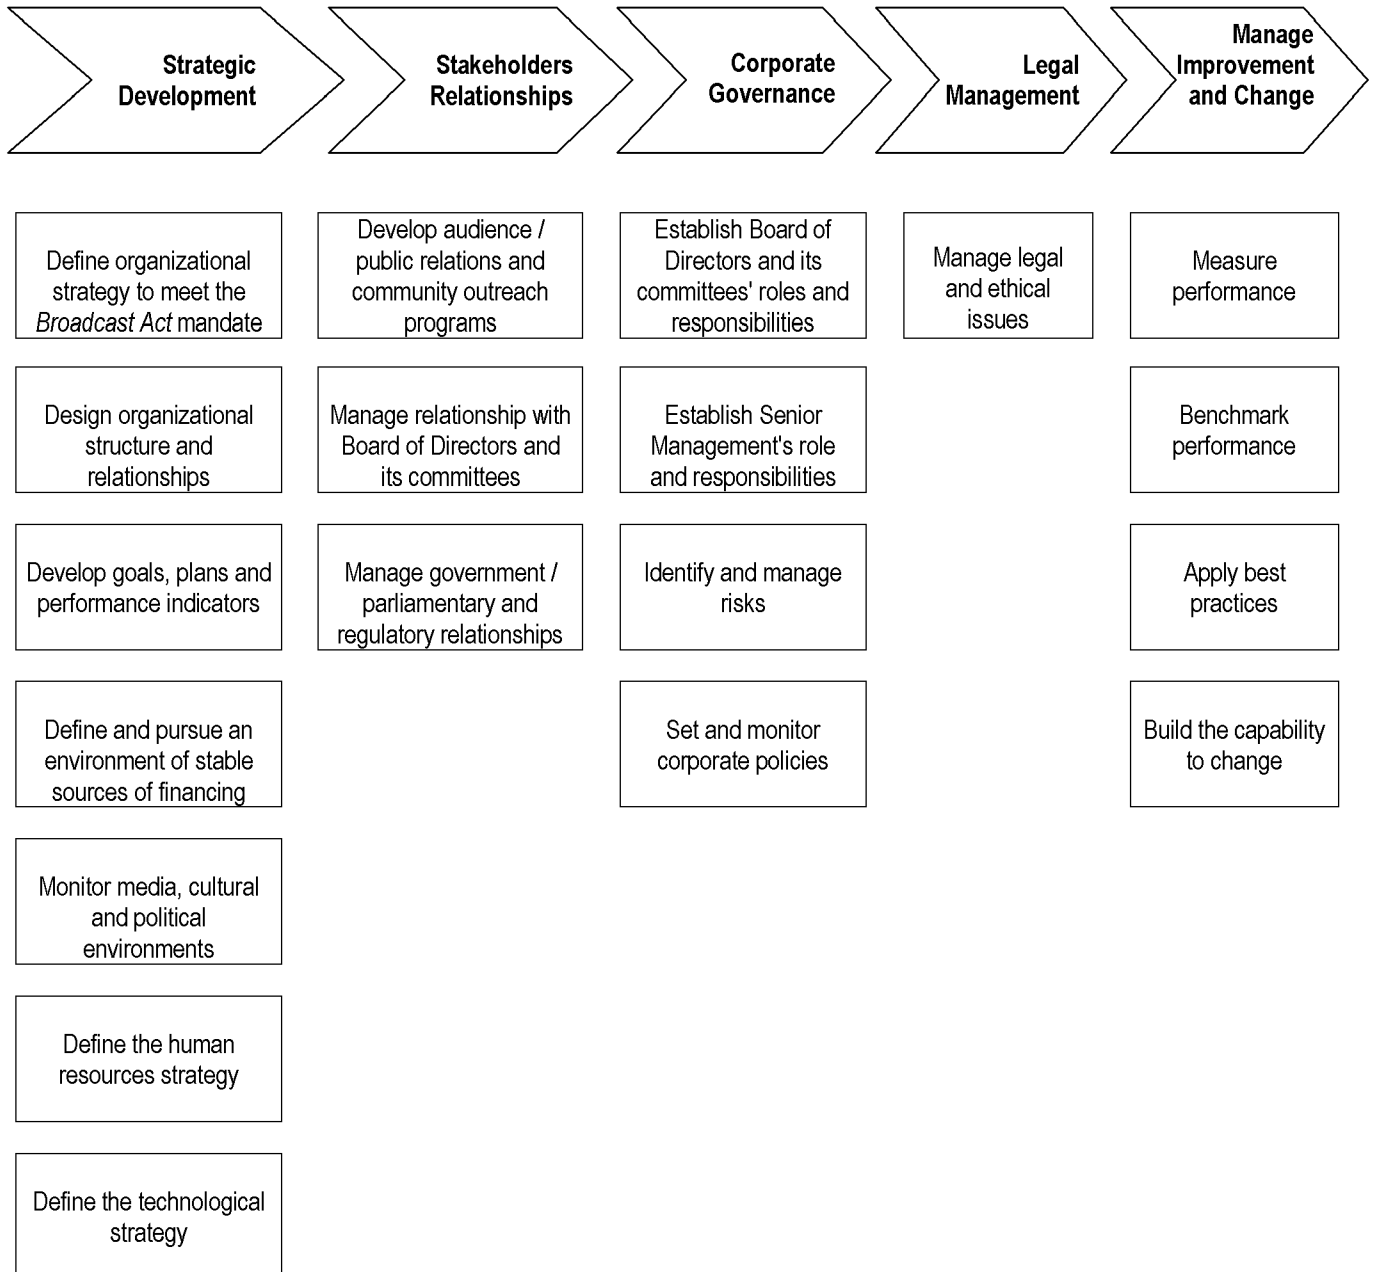 Strategic
Development
Stakeholders
Relationships
Corporate
Governance
Legal
Management
Manage
Improvement
and Change
Define organizational
strategy to meet the
Broadcast Act mandate
Develop audience /
public relations and
community outreach
programs
Establish Board of
Directors and its
committees' roles and
responsibilities
Manage legal
and ethical
issues
Measure
performance
Design organizational
structure and
relationships
Manage relationship with
Board of Directors and
its committees
Establish Senior
Management's role
and responsibilities
Benchmark
performance
Develop goals, plans and
performance indicators
Manage government /
parliamentary and
regulatory relationships
Identify and manage
risks
Apply best
practices
Define and pursue an
environment of stable
sources of financing
Set and monitor
corporate policies
Build the capability
to change
Monitor media, cultural
and political
environments
Define the human
resources strategy
Define the technological
strategy